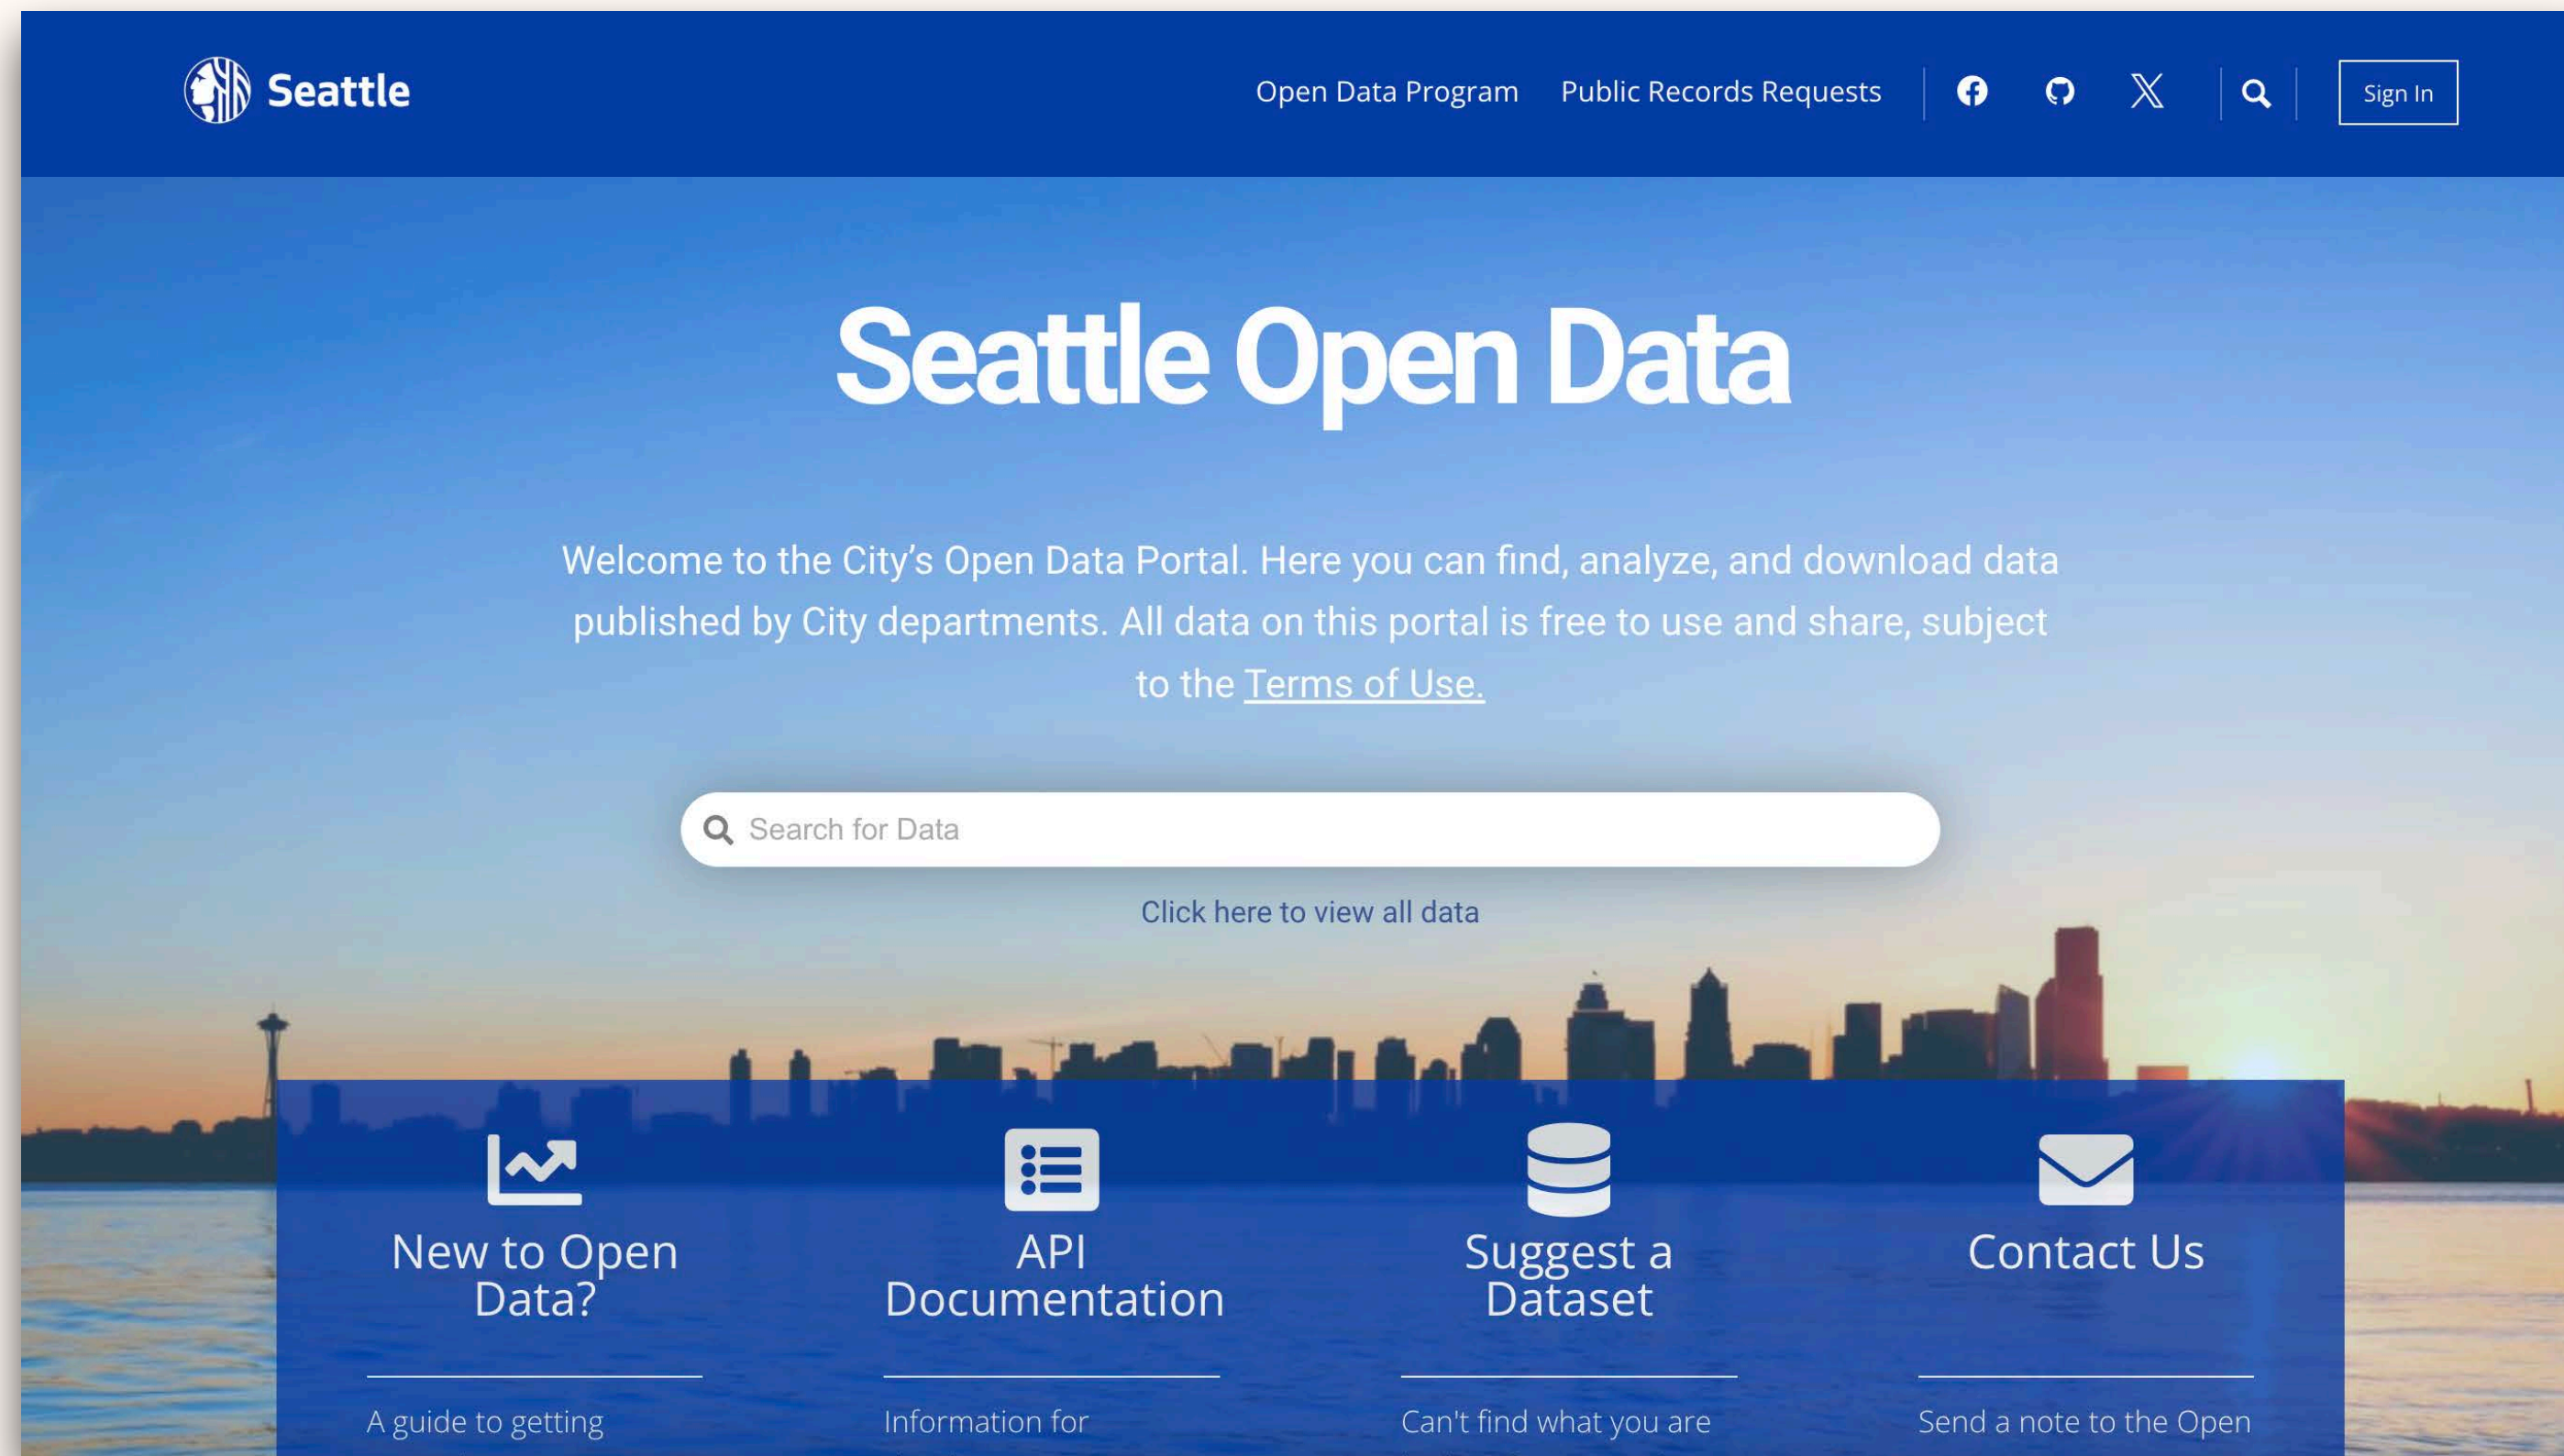 Seattle
Open Data Program
Public Records Requests
Sign In
Seattle Open Data
Welcome to the City’s Open Data Portal. Here you can find, analyze, and download data
published by City departments. All data on this portal is free to use and share, subject
to the Terms of Use.
Search for Data
Click here to view all data
New to Open
Data?
A guide to getting
API
Documentation
Information for
Suggest a
Dataset
Can't find what you are
Contact Us
Send a note to the Open